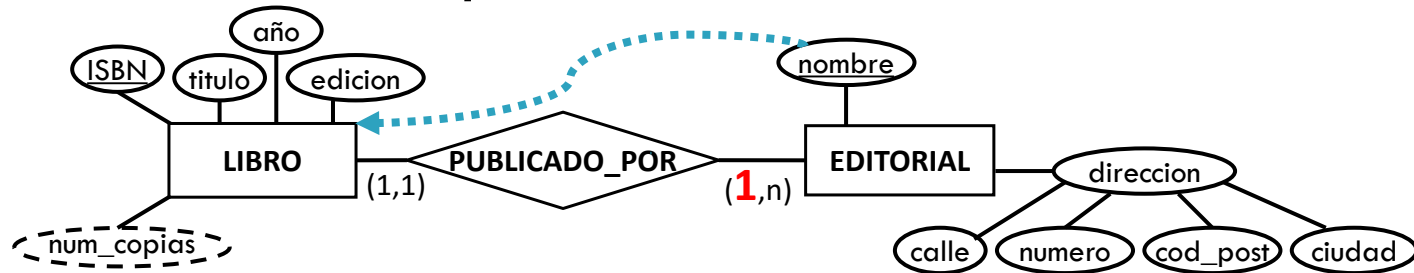 año
ISBN
titulo
edicion
nombre
LIBRO
PUBLICADO_POR
EDITORIAL
direccion
(1,1)
(1,n)
num_copias
calle
numero
cod_post
ciudad